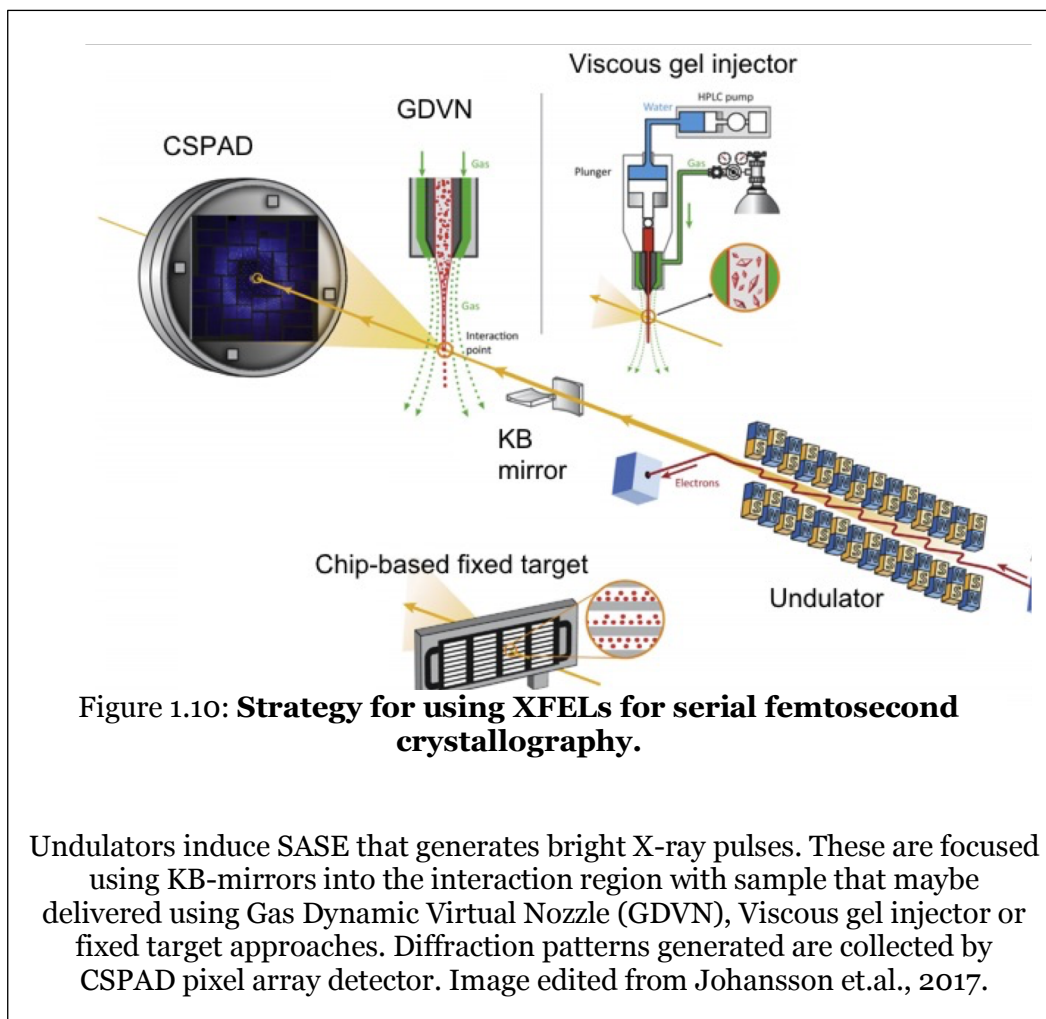 Viscous gel injector
HPLC pump
Water
GDVN
CSPAD
Gas
Plunger
Gas
Gas
Interaction
point
KB
mirror
Electrons
Chip-based fixed target
Undulator
Figure 1.10: Strategy for using XFELs for serial femtosecond
crystallography.
Undulators induce SASE that generates bright X-ray pulses. These are focused
using KB-mirrors into the interaction region with sample that maybe
delivered using Gas Dynamic Virtual Nozzle (GDVN), Viscous gel injector or
fixed target approaches. Diffraction patterns generated are collected by
CSPAD pixel array detector. Image edited from Johansson et.al., 2017.